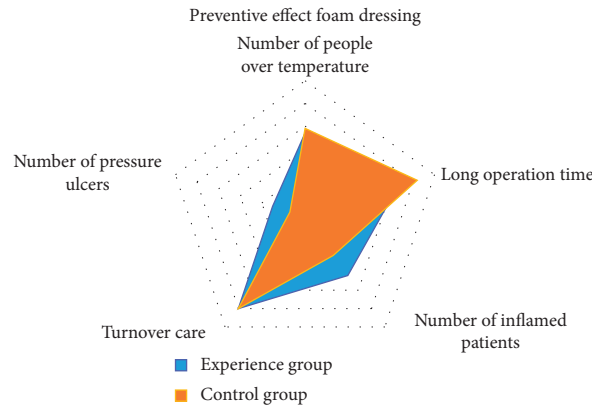 Preventive effect foam dressing
Number of people
over temperature
Number of pressure
ulcers
Long operation time
Turnover care
Number of inflamed
patients
Experience group
Control group